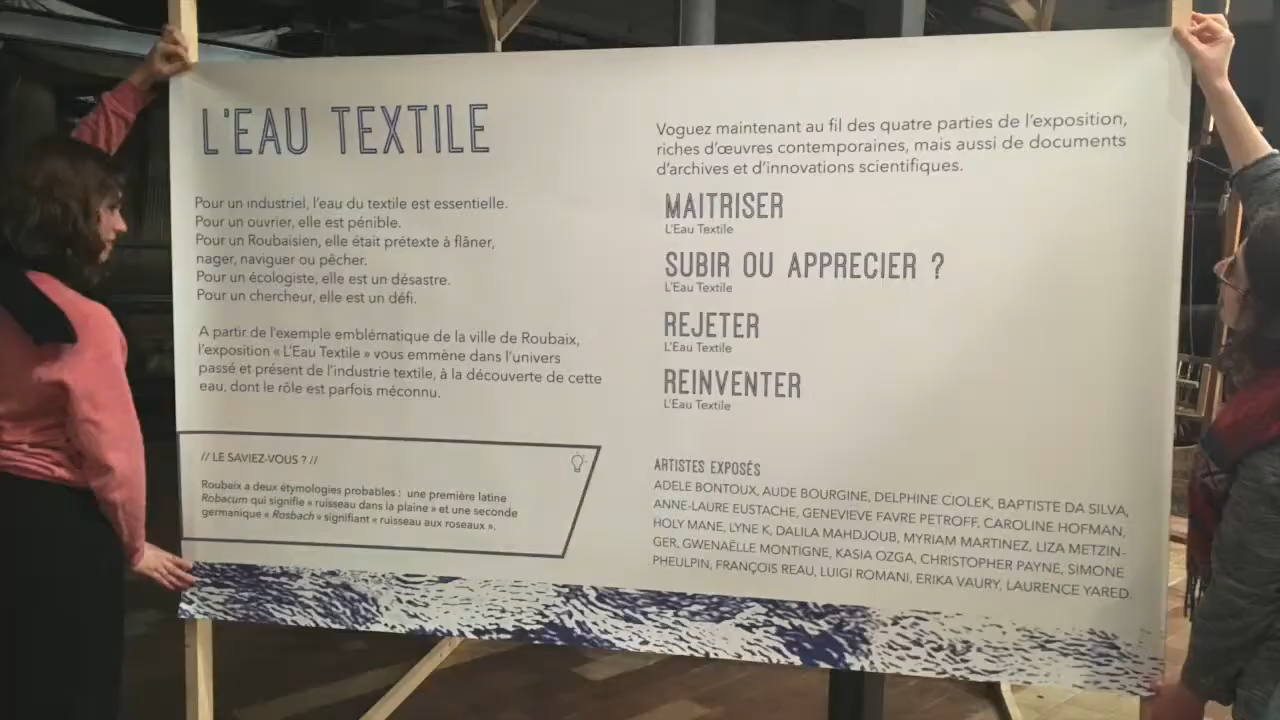 L'EAU TEXTILE
Pour un industriel, l'eau du textile est essentielle.
Pour un ouvrier, elle est pénible.
Pour un Roubaisien, elle était prétexte à flâner,
nager, naviguer ou pêcher.
Pour un écologiste, elle est un désastre.
Pour un chercheur, elle est un défi.
A partir de l'exemple emblématique de la ville de Roubaix,
l'exposition « L'Eau Textile » vous emmène dans l'univers
passé et présent de l'industrie textile, à la découverte de cette
eau, dont le rôle est parfois méconnu.
// LE SAVIEZ-VOUS ? //
Roubaix a deux étymologies probables : une première latine
Robacum qui signifie « ruisseau dans la plaine » et une seconde
germanique « Rosbach » signifiant « ruisseau aux roseaux ».
Voguez maintenant au fil des quatre parties de l'exposition,
riches d'œuvres contemporaines, mais aussi de documents
d'archives et d'innovations scientifiques.
MAITRISER
L'Eau Textile
SUBIR OU APPRECIER ?
L'Eau Textile
REJETER
L'Eau Textile
REINVENTER
L'Eau Textile
ARTISTES EXPOSÉS
ADELE BONTOUX, AUDE BOURGINE, DELPHINE CIOLEK, BAPTISTE DA SILVA,
ANNE-LAURE EUSTACHE, GENEVIEVE FAVRE PETROFF, CAROLINE HOFMAN,
HOLY MANE, LYNE K, DALILA MAHDJOUB, MYRIAM MARTINEZ, LIZA METZIN-
GER, GWENAËLLE MONTIGNE, KASIA OZGA, CHRISTOPHER PAYNE, SIMONE
PHEULPIN, FRANÇOIS REAU, LUIGI ROMANI, ERIKA VAURY, LAURENCE YARED.